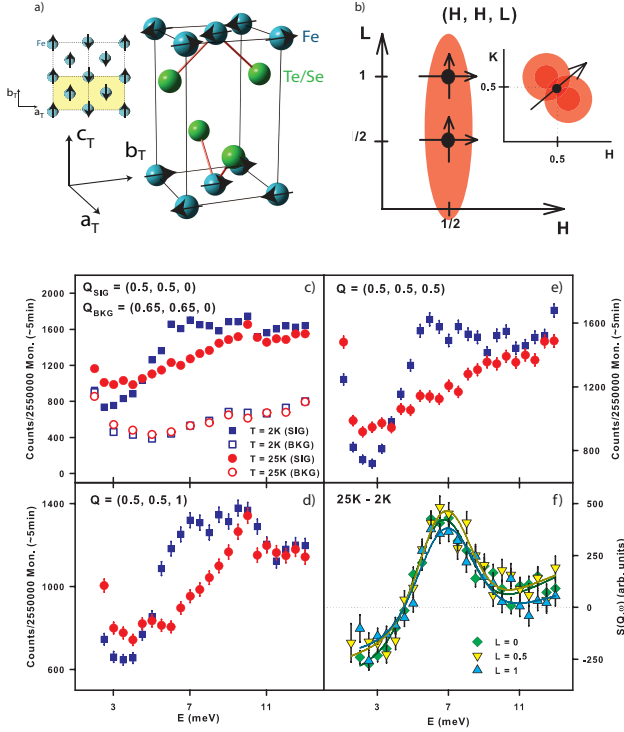 a)
Fe
b_T
a_T
c_T
b_T
a_T
Fe
Te/Se
b)
(H, H, L)
L
1
1/2
1/2
H
K
0.5
0.5
H
c)
Q_SIG = (0.5, 0.5, 0)
Q_BKG = (0.65, 0.65, 0)
2000
1600
1200
800
400
0
Counts/2550000 Mon. (~5min)
T = 2K (SIG)
T = 2K (BKG)
T = 25K (SIG)
T = 25K (BKG)
e)
Q = (0.5, 0.5, 0.5)
1600
1200
800
Counts/2550000 Mon. (~5min)
d)
Q = (0.5, 0.5, 1)
1400
1000
600
Counts/2550000 Mon. (~5min)
3 7 11
E (meV)
f)
25K - 2K
500
250
0
-250
S(Q,ω) (arb. units)
L = 0
L = 0.5
L = 1
3 7 11
E (meV)